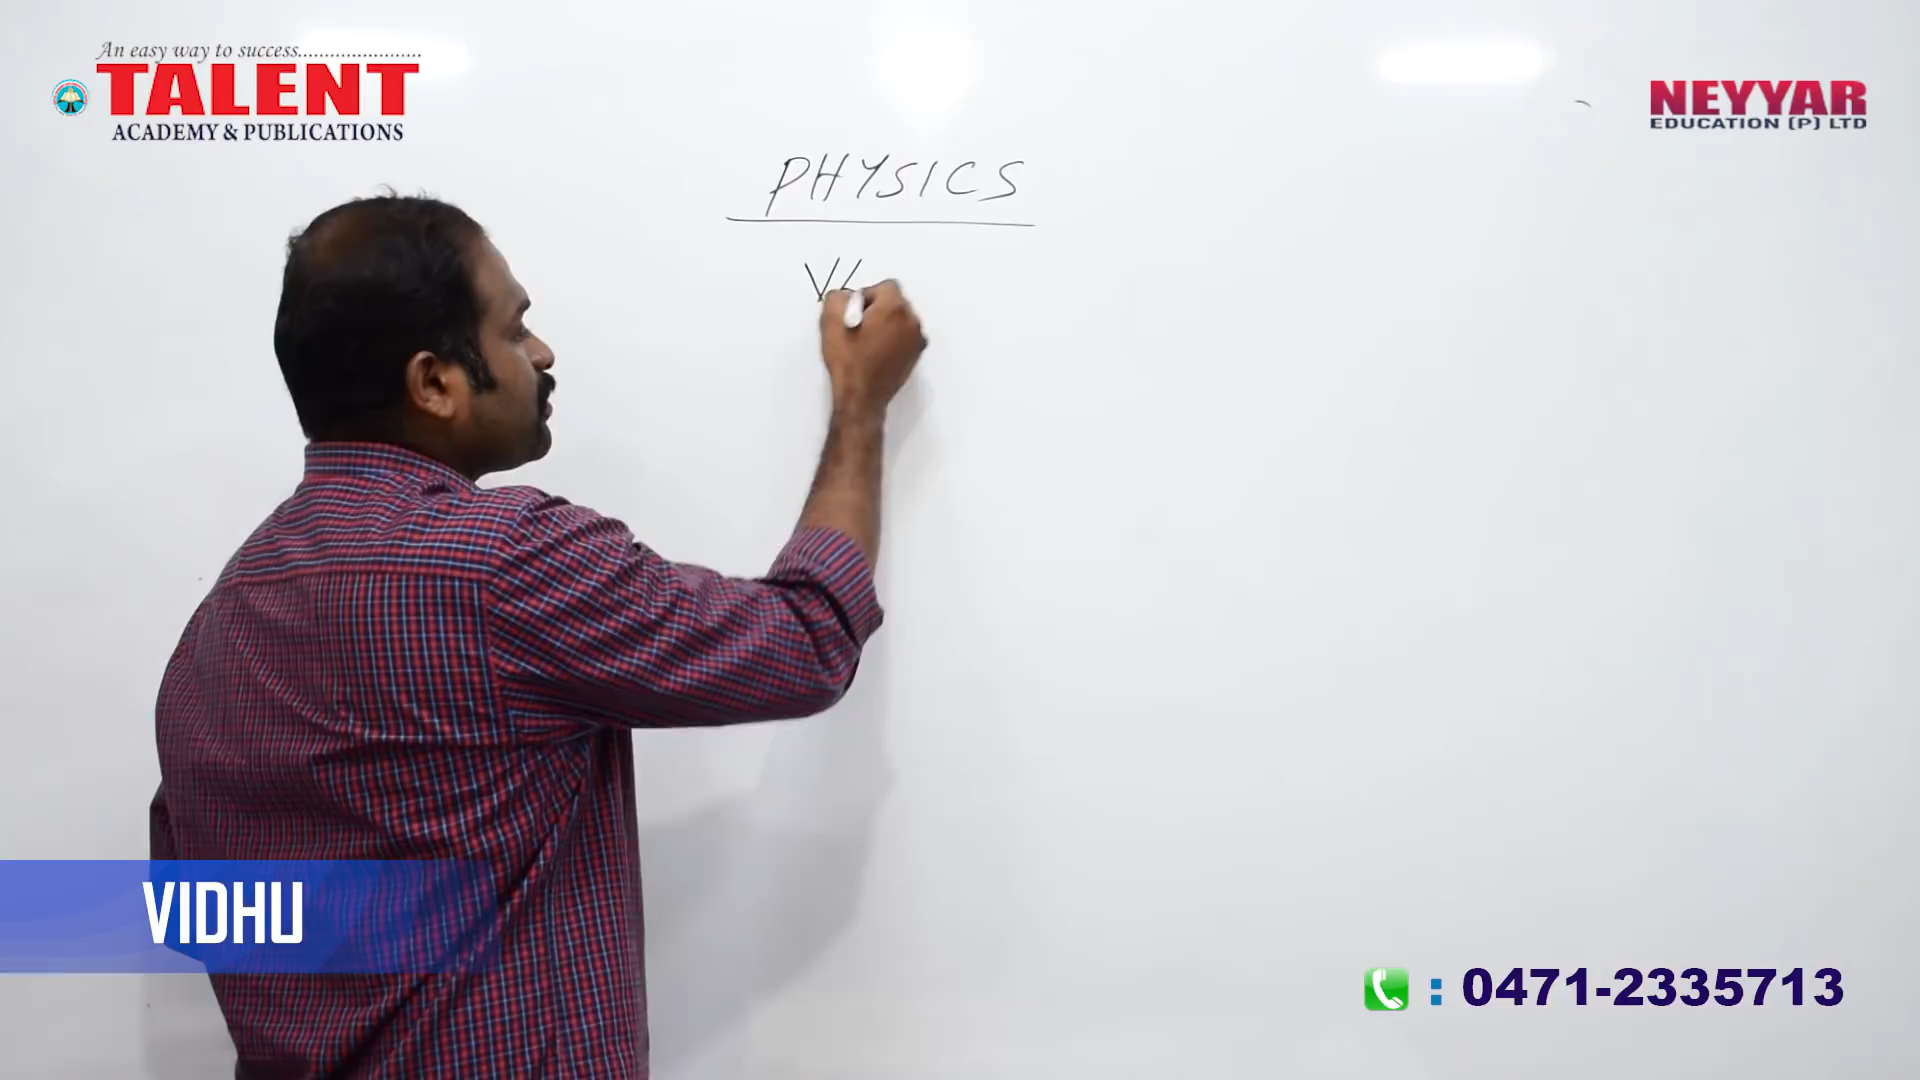 An easy way to success.......................
TALENT
ACADEMY & PUBLICATIONS
NEYYAR
EDUCATION (P) LTD
PHYSICS
VIDHU
: 0471-2335713